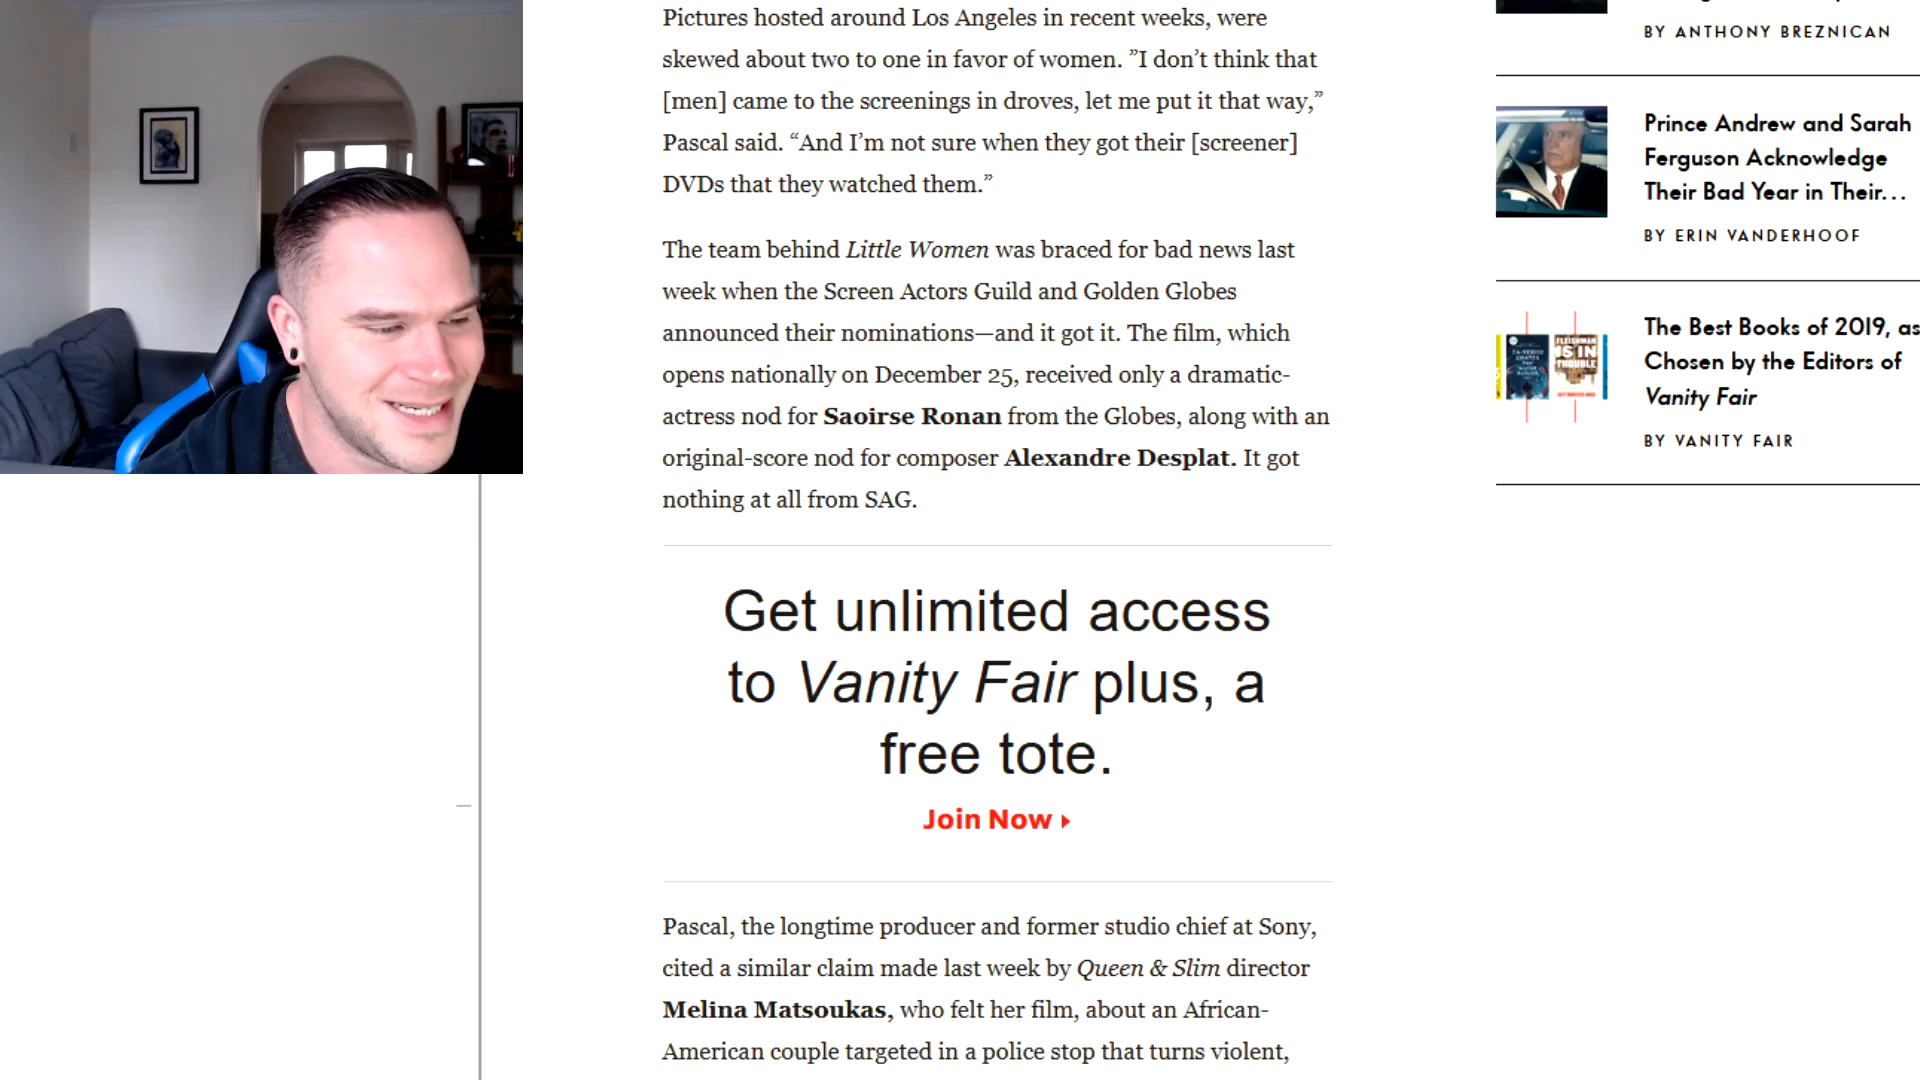 Pictures hosted around Los Angeles in recent weeks, were
skewed about two to one in favor of women. ”I don’t think that
[men] came to the screenings in droves, let me put it that way,”
Pascal said. “And I’m not sure when they got their [screener]
DVDs that they watched them.”
The team behind Little Women was braced for bad news last
week when the Screen Actors Guild and Golden Globes
announced their nominations—and it got it. The film, which
opens nationally on December 25, received only a dramatic-
actress nod for Saoirse Ronan from the Globes, along with an
original-score nod for composer Alexandre Desplat. It got
nothing at all from SAG.
Get unlimited access
to Vanity Fair plus, a
free tote.
Join Now
Pascal, the longtime producer and former studio chief at Sony,
cited a similar claim made last week by Queen & Slim director
Melina Matsoukas, who felt her film, about an African-
American couple targeted in a police stop that turns violent,
BY ANTHONY BREZNICAN
Prince Andrew and Sarah
Ferguson Acknowledge
Their Bad Year in Their…
BY ERIN VANDERHOOF
FLEISHMAN
IS IN
TROUBLE
The Best Books of 2019, as
Chosen by the Editors of
Vanity Fair
BY VANITY FAIR